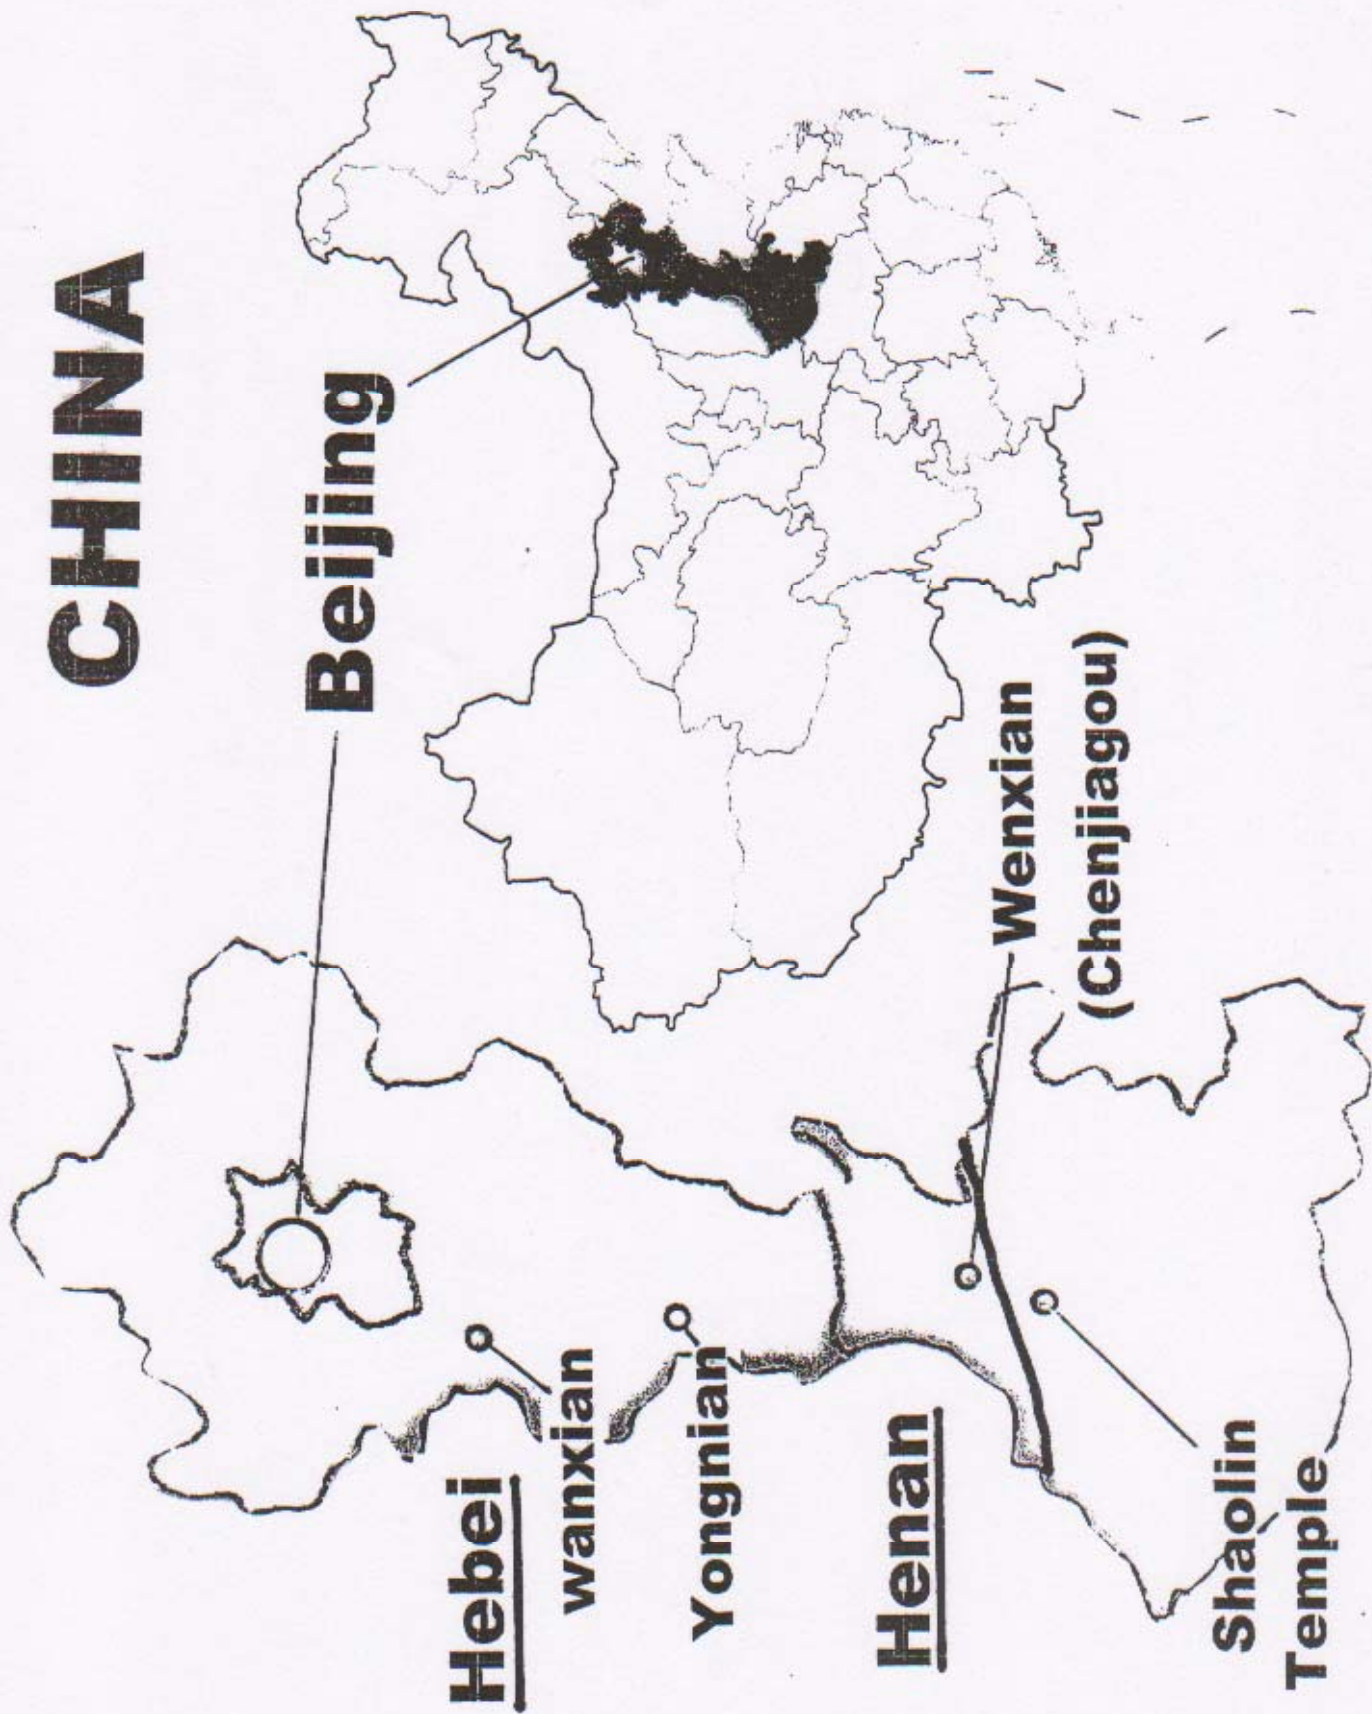 CHINA
Beijing
Hebei
wanxian
Yongnian
Henan
Wenxian
(Chenjiagou)
Shaolin
Temple